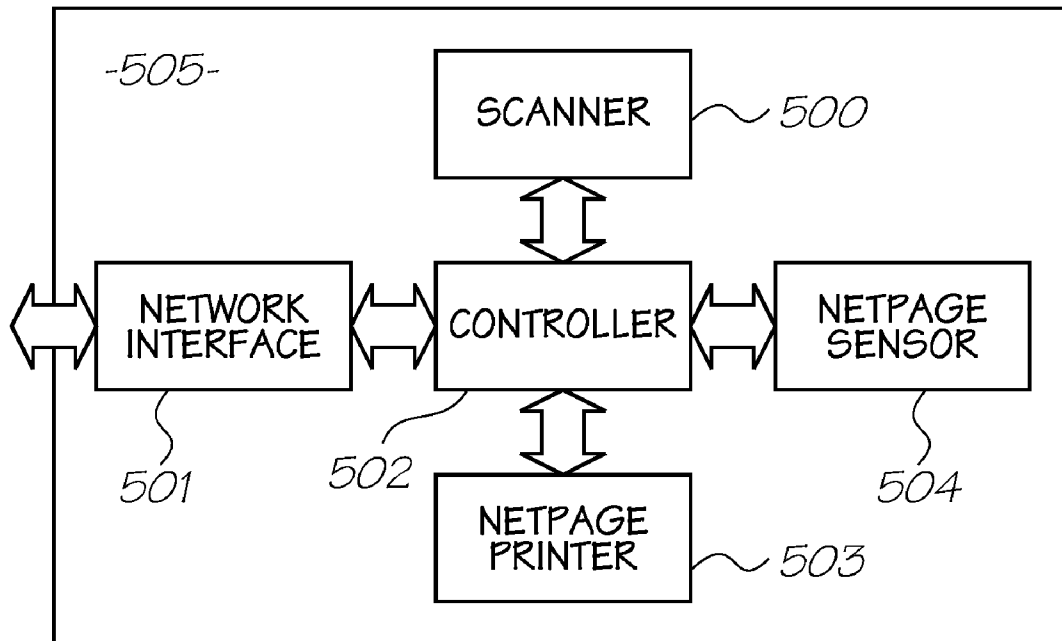 -505-
SCANNER
500
NETWORK
INTERFACE
CONTROLLER
NETPAGE
SENSOR
501
502
504
NETPAGE
PRINTER
503